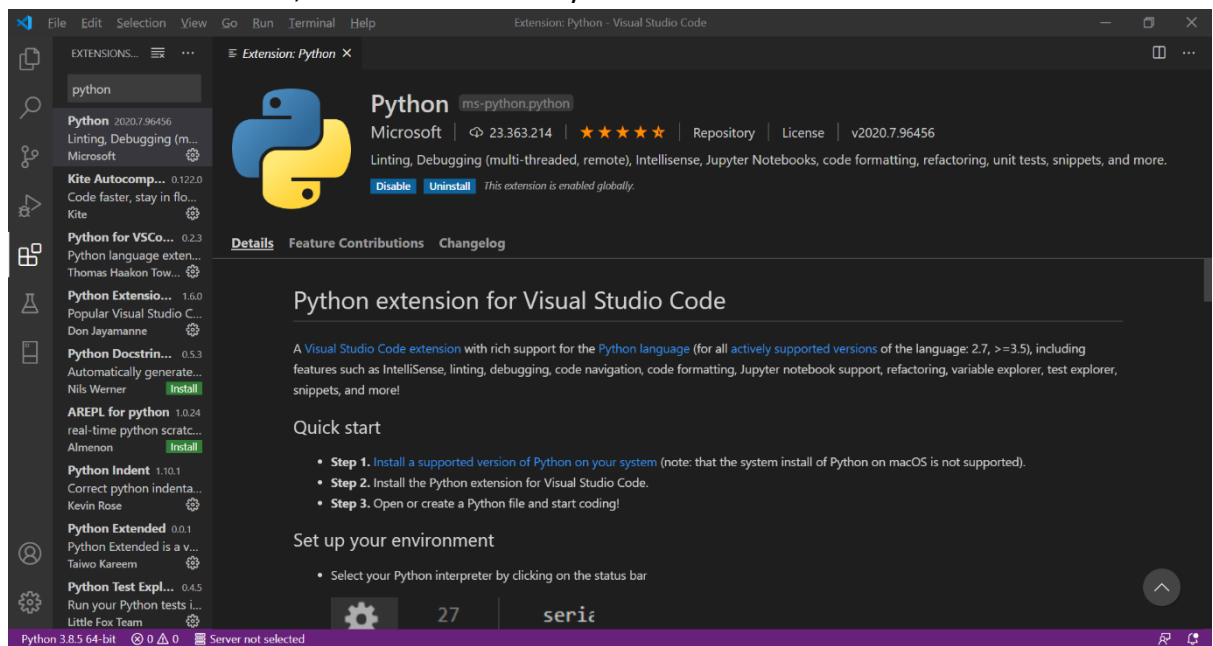 File Edit Selection View Go Run Terminal Help Extension: Python - Visual Studio Code
EXTENSIONS... Extension: Python
python
Python 2020.7.96456
Linting, Debugging (m...
Microsoft
Kite Autocomp... 0.122.0
Code faster, stay in flo...
Kite
Python for VSCo... 0.2.3
Python language exten...
Thomas Haakon Tow...
Python Extensio... 1.6.0
Popular Visual Studio C...
Don Jayamanne
Python Docstrin... 0.5.3
Automatically generate...
Nils Werner Install
AREPL for python 1.0.24
real-time python scratc...
Almenon Install
Python Indent 1.10.1
Correct python indenta...
Kevin Rose
Python Extended 0.0.1
Python Extended is a v...
Taiwo Kareem
Python Test Expl... 0.4.5
Run your Python tests i...
Little Fox Team
Python ms-python.python
Microsoft 23.363.214 Repository License v2020.7.96456
Linting, Debugging (multi-threaded, remote), Intellisense, Jupyter Notebooks, code formatting, refactoring, unit tests, snippets, and more.
Disable Uninstall This extension is enabled globally.
Details Feature Contributions Changelog
Python extension for Visual Studio Code
A Visual Studio Code extension with rich support for the Python language (for all actively supported versions of the language: 2.7, >=3.5), including
features such as IntelliSense, linting, debugging, code navigation, code formatting, Jupyter notebook support, refactoring, variable explorer, test explorer,
snippets, and more!
Quick start
• Step 1. Install a supported version of Python on your system (note: that the system install of Python on macOS is not supported).
• Step 2. Install the Python extension for Visual Studio Code.
• Step 3. Open or create a Python file and start coding!
Set up your environment
• Select your Python interpreter by clicking on the status bar
27
Python 3.8.5 64-bit 0 0 Server not selected